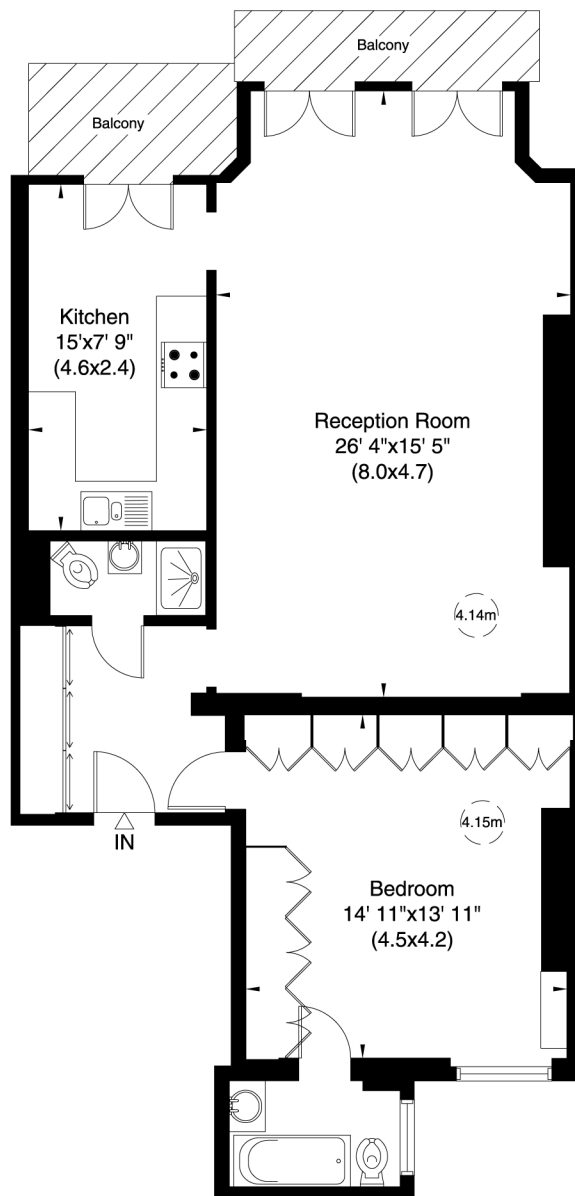 Balcony
Balcony
Kitchen
15'x7' 9"
(4.6x2.4)
Reception Room
26' 4"x15' 5"
(8.0x4.7)
4.14m
4.15m
IN
Bedroom
14' 11"x13' 11"
(4.5x4.2)